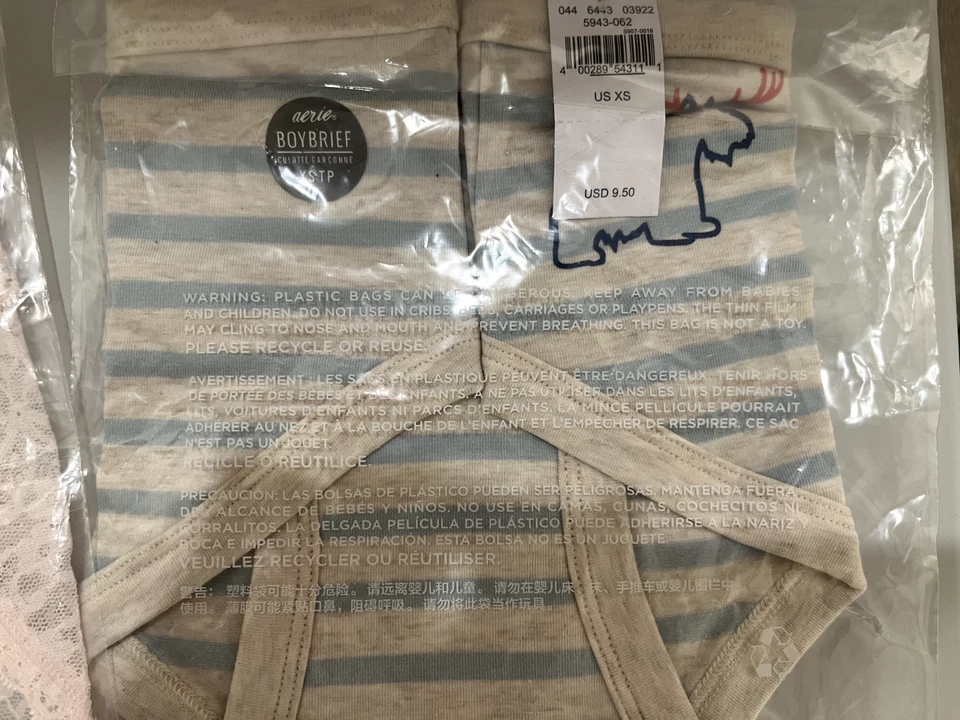 044 6443 03922
5943-062
5957-0016
4 00289 54311 1
US XS
USD 9.50
aerie®
BOYBRIEF
CULOTTE GARÇONNE
XS-TP
WARNING: PLASTIC BAGS CAN KEEP AWAY FROM BABIES
AND CHILDREN. DO NOT USE IN CRIBS, CARRIAGES OR PLAYPENS. THE THIN FILM
MAY CLING TO NOSE AND MOUTH AND PREVENT BREATHING. THIS BAG IS NOT A TOY.
PLEASE RECYCLE OR REUSE.
AVERTISSEMENT : LES SACS EN PLASTIQUE PEUVENT ÊTRE DANGEREUX. TENIR HORS
DE PORTÉE DES BÉBÉS ENFANTS. À NE PAS UTILISER DANS LES LITS D'ENFANTS,
LITS, VOITURES D'ENFANTS NI PARCS D'ENFANTS. LA MINCE PELLICULE POURRAIT
ADHÉRER AU NEZ ET À LA BOUCHE DE L'ENFANT ET L'EMPÊCHER DE RESPIRER. CE SAC
N'EST PAS UN JOUET.
RECICLE O REUTILICE.
PRECAUCIÓN: LAS BOLSAS DE PLÁSTICO PUEDEN SER PELIGROSAS. MANTENGA FUERA
DEL ALCANCE DE BEBÉS Y NIÑOS. NO USE EN CAMAS, CUNAS, COCHECITOS NI
CORRALITOS. LA DELGADA PELÍCULA DE PLÁSTICO PUEDE ADHERIRSE A LA NARIZ Y
BOCA E IMPEDIR LA RESPIRACIÓN. ESTA BOLSA NO ES UN JUGUETE.
VEUILLEZ RECYCLER OU RÉUTILISER.
警告: 塑料袋可能十分危险。 请远离婴儿和儿童。 请勿在婴儿床、床、手推车或婴儿围栏中
使用。 薄膜可能紧贴口鼻,阻碍呼吸。 请勿将此袋当作玩具。